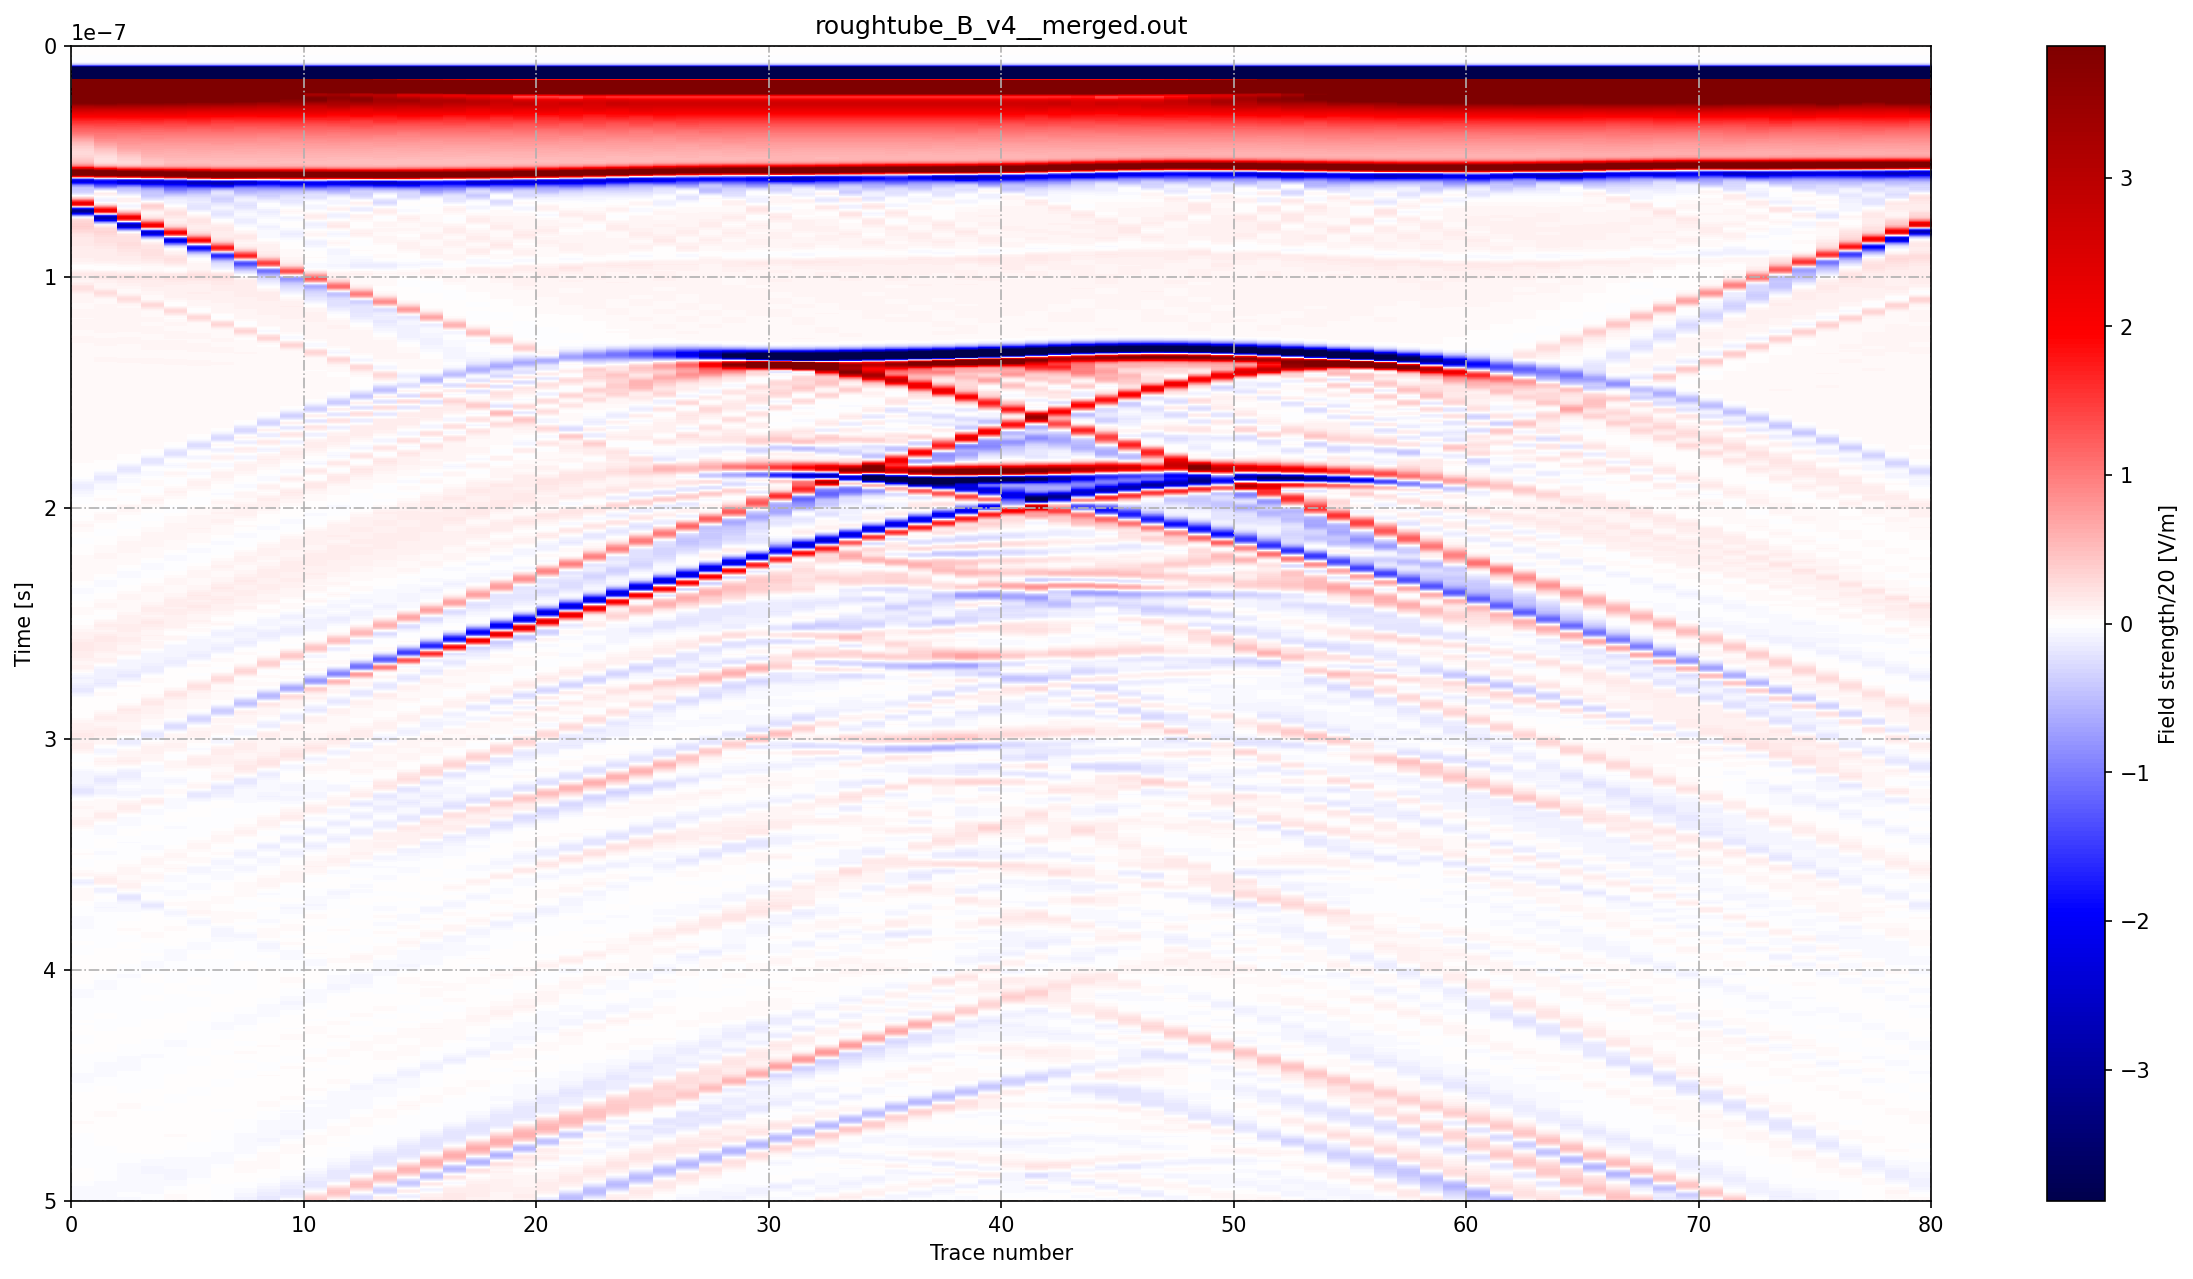 roughtube_B_v4__merged.out
1e−7
0
1
2
3
4
5
Time [s]
0 10 20 30 40 50 60 70 80
Trace number
3
2
1
0
−1
−2
−3
Field strength/20 [V/m]